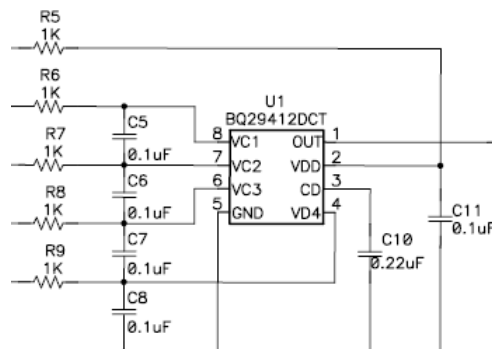 R5
1K
R6
1K
C5
0.1uF
R7
1K
C6
0.1uF
R8
1K
C7
0.1uF
R9
1K
C8
0.1uF
U1
BQ29412DCT
8 VC1 OUT 1
7 VC2 VDD 2
6 VC3 CD 3
5 GND VD4 4
C10
0.22uF
C11
0.1uF